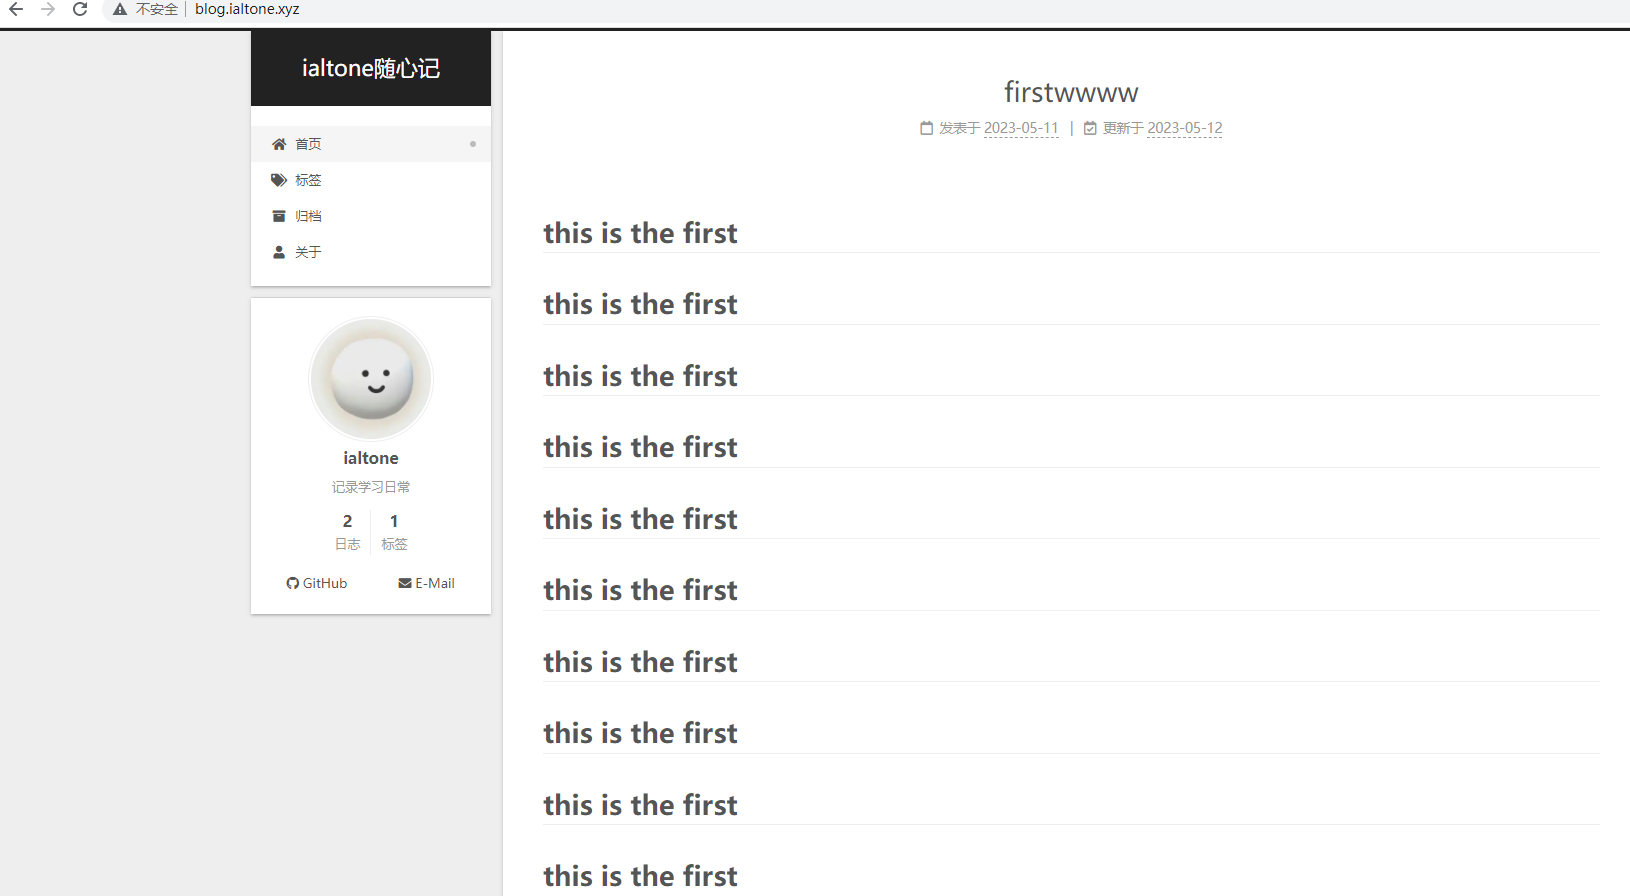 不安全 blog.ialtone.xyz
ialtone随心记
首页
标签
归档
关于
ialtone
记录学习日常
2 1
日志 标签
GitHub E-Mail
firstwwww
发表于 2023-05-11 | 更新于 2023-05-12
this is the first
this is the first
this is the first
this is the first
this is the first
this is the first
this is the first
this is the first
this is the first
this is the first